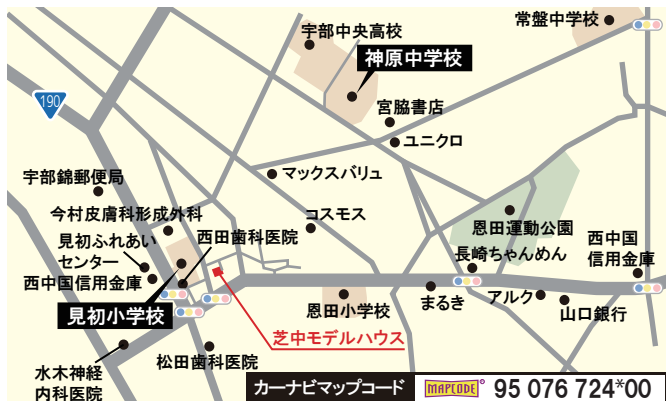 宇部中央高校
常盤中学校
神原中学校
190
宮脇書店
ユニクロ
宇部錦郵便局
マックスバリュ
今村皮膚科形成外科
コスモス
恩田運動公園
見初ふれあい
センター
西田歯科医院
長崎ちゃんめん
西中国
信用金庫
西中国信用金庫
見初小学校
恩田小学校
まるき
アルク
山口銀行
芝中モデルハウス
水木神経
内科医院
松田歯科医院
カーナビマップコード MAPCODE® 95 076 724*00